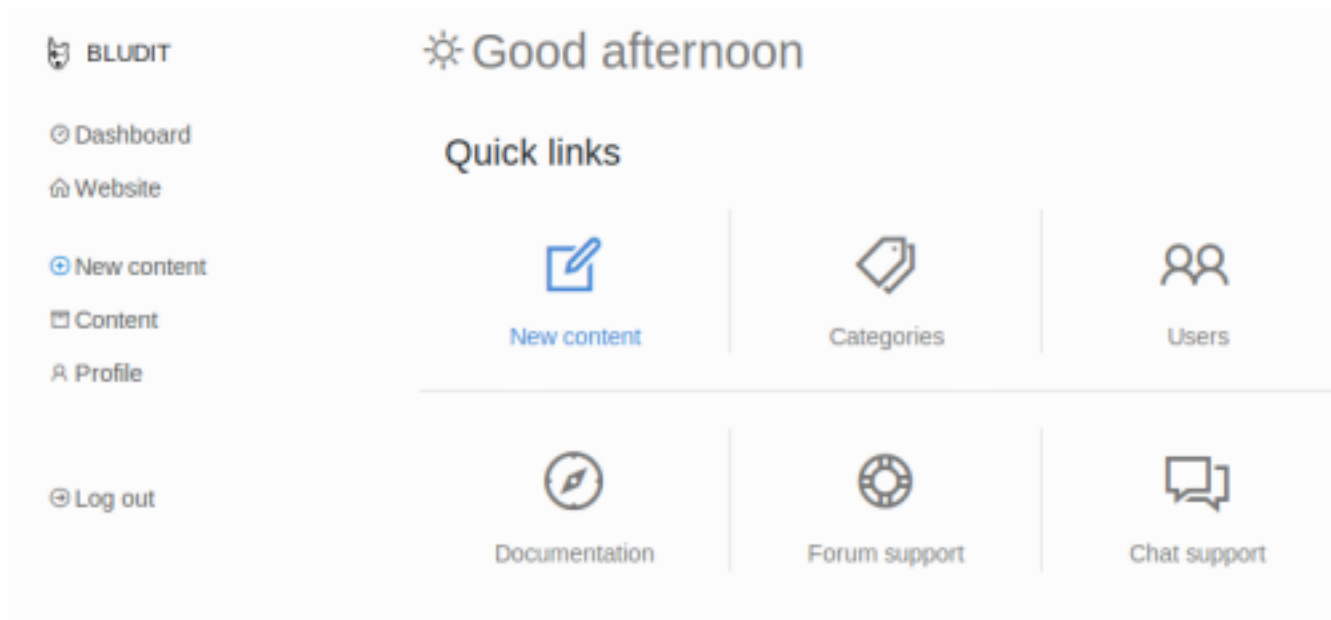 BLUDIT
Dashboard
Website
New content
Content
Profile
Log out
Good afternoon
Quick links
New content
Categories
Users
Documentation
Forum support
Chat support